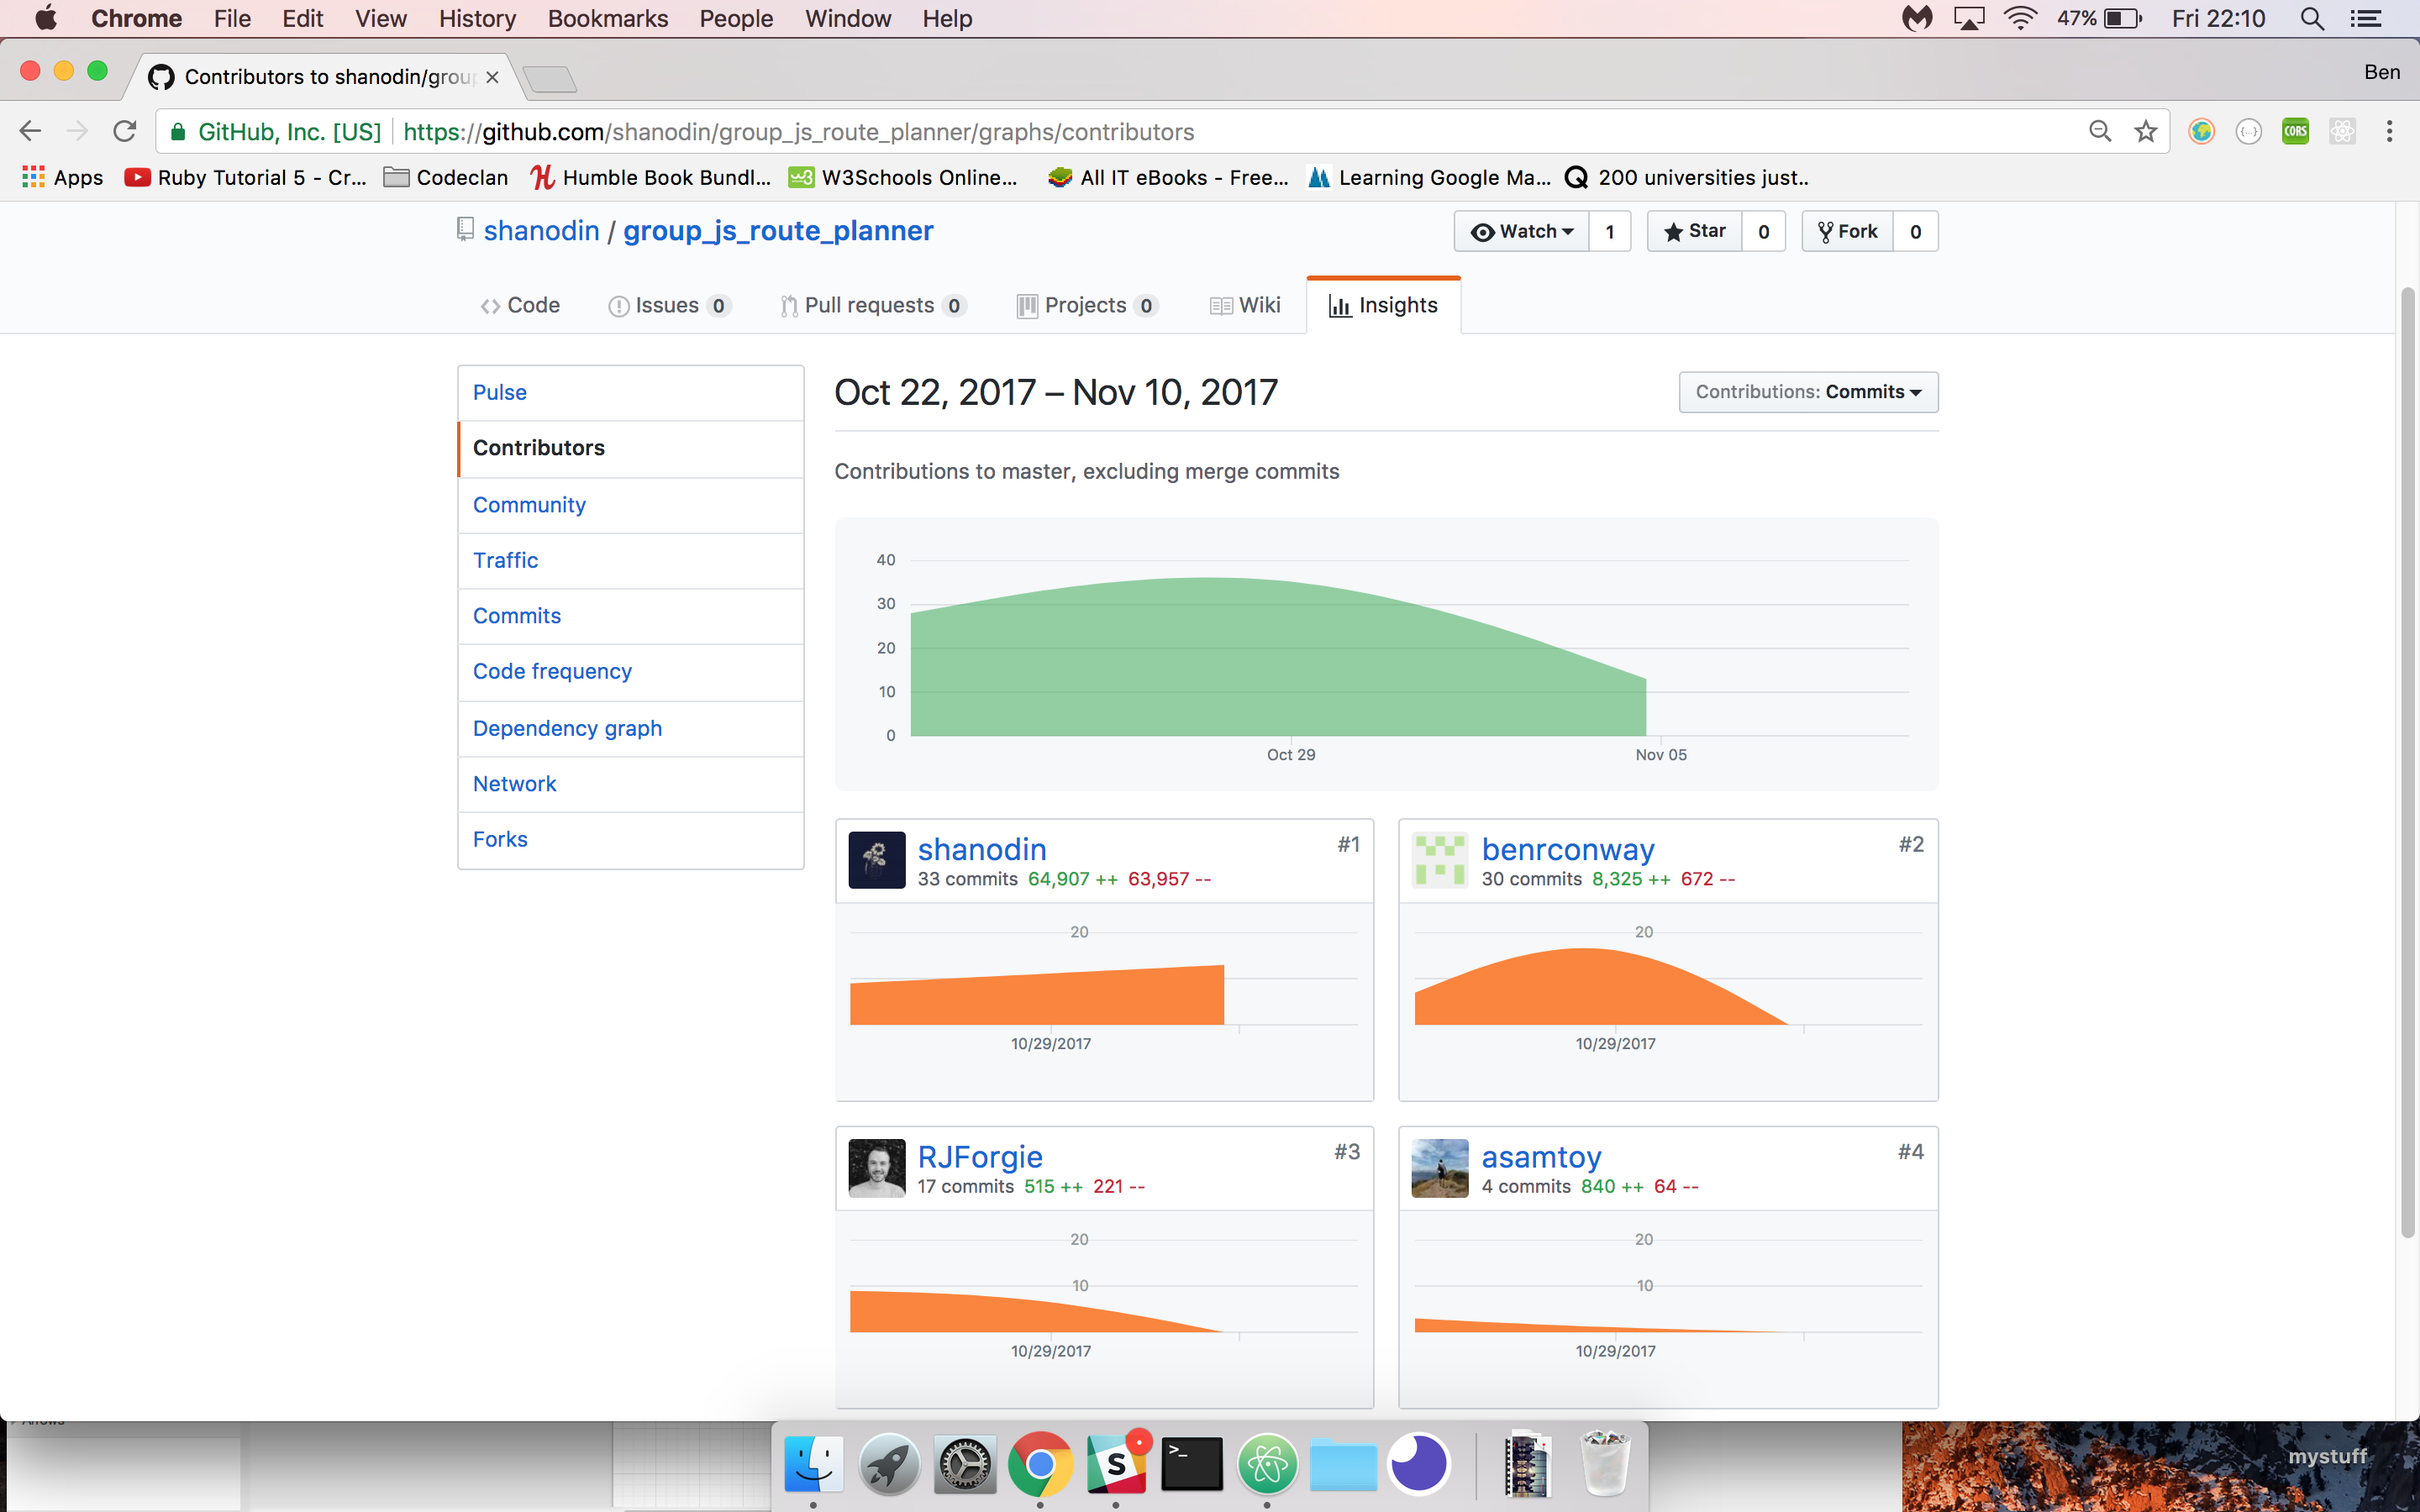 Chrome File Edit View History Bookmarks People Window Help 47% Fri 22:10
Contributors to shanodin/grou Ben
GitHub, Inc. [US] https://github.com/shanodin/group_js_route_planner/graphs/contributors CORS
Apps Ruby Tutorial 5 - Cr... Codeclan Humble Book Bundl... W3Schools Online... All IT eBooks - Free... Learning Google Ma... 200 universities just..
shanodin / group_js_route_planner Watch 1 Star 0 Fork 0
Code Issues 0 Pull requests 0 Projects 0 Wiki Insights
Pulse
Contributors
Community
Traffic
Commits
Code frequency
Dependency graph
Network
Forks
Oct 22, 2017 – Nov 10, 2017 Contributions: Commits
Contributions to master, excluding merge commits
40
30
20
10
0
Oct 29 Nov 05
shanodin #1
33 commits 64,907 ++ 63,957 --
20
10/29/2017
benrconway #2
30 commits 8,325 ++ 672 --
20
10/29/2017
RJForgie #3
17 commits 515 ++ 221 --
20
10
10/29/2017
asamtoy #4
4 commits 840 ++ 64 --
20
10
10/29/2017
mystuff